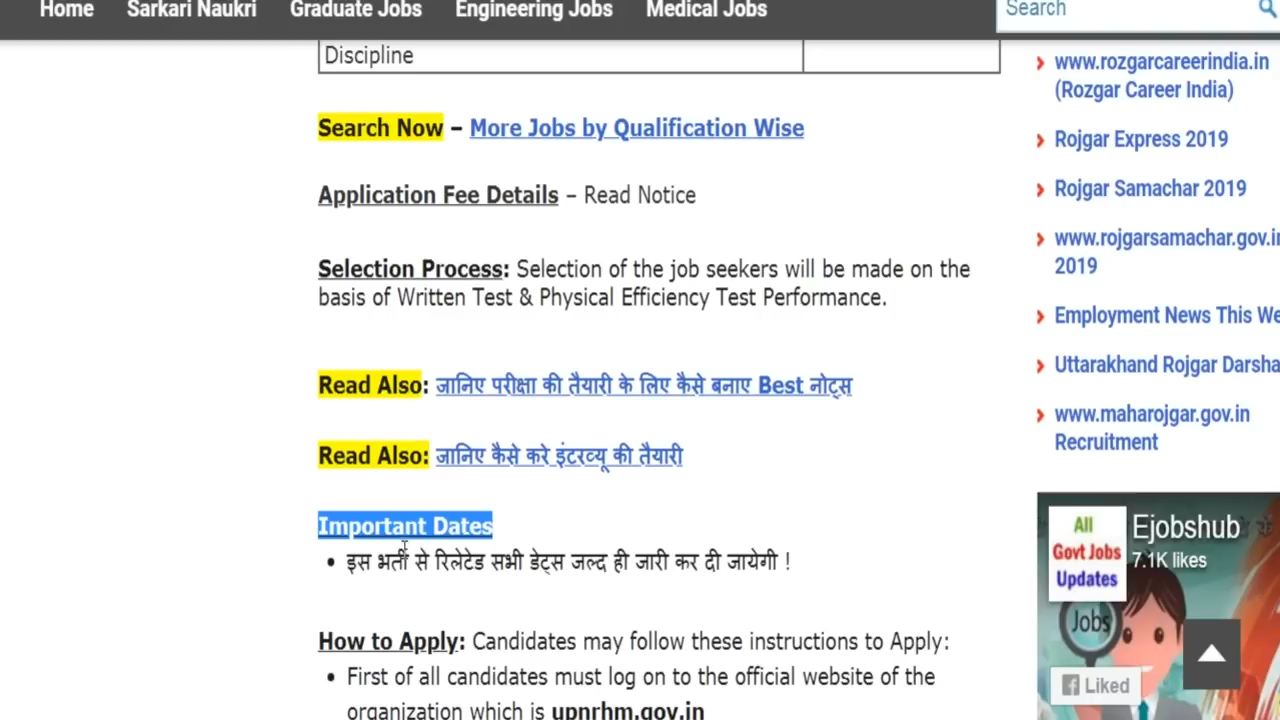 Home Sarkari Naukri Graduate Jobs Engineering Jobs Medical Jobs
Search
Discipline
Search Now – More Jobs by Qualification Wise
Application Fee Details – Read Notice
Selection Process: Selection of the job seekers will be made on the
basis of Written Test & Physical Efficiency Test Performance.
Read Also: जानिए परीक्षा की तैयारी के लिए कैसे बनाए Best नोट्स
Read Also: जानिए कैसे करे इंटरव्यू की तैयारी
Important Dates
• इस भर्ती से रिलेटेड सभी डेट्स जल्द ही जारी कर दी जायेगी !
How to Apply: Candidates may follow these instructions to Apply:
• First of all candidates must log on to the official website of the
organization which is upnrhm.gov.in
www.rozgarcareerindia.in
(Rozgar Career India)
Rojgar Express 2019
Rojgar Samachar 2019
www.rojgarsamachar.gov.in
2019
Employment News This We
Uttarakhand Rojgar Darsha
www.maharojgar.gov.in
Recruitment
All
Govt Jobs
Updates
Ejobshub
7.1K likes
Jobs
Liked